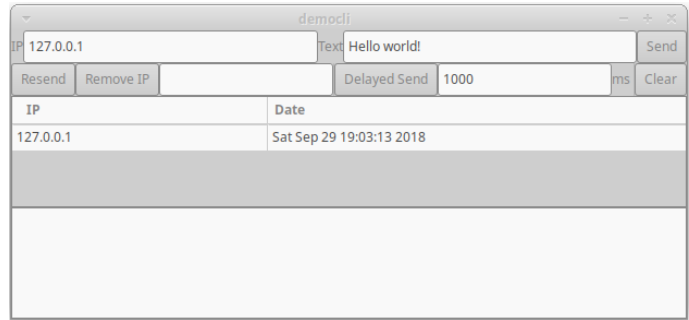 democli
IP 127.0.0.1 Text Hello world! Send
Resend Remove IP Delayed Send 1000 ms Clear
IP Date
127.0.0.1 Sat Sep 29 19:03:13 2018